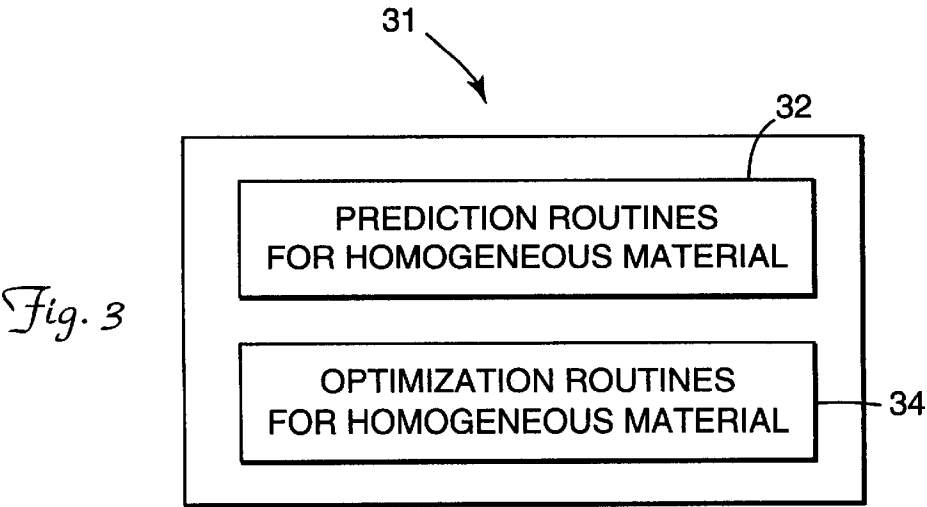 31
32
PREDICTION ROUTINES
FOR HOMOGENEOUS MATERIAL
Fig. 3
OPTIMIZATION ROUTINES
FOR HOMOGENEOUS MATERIAL
34